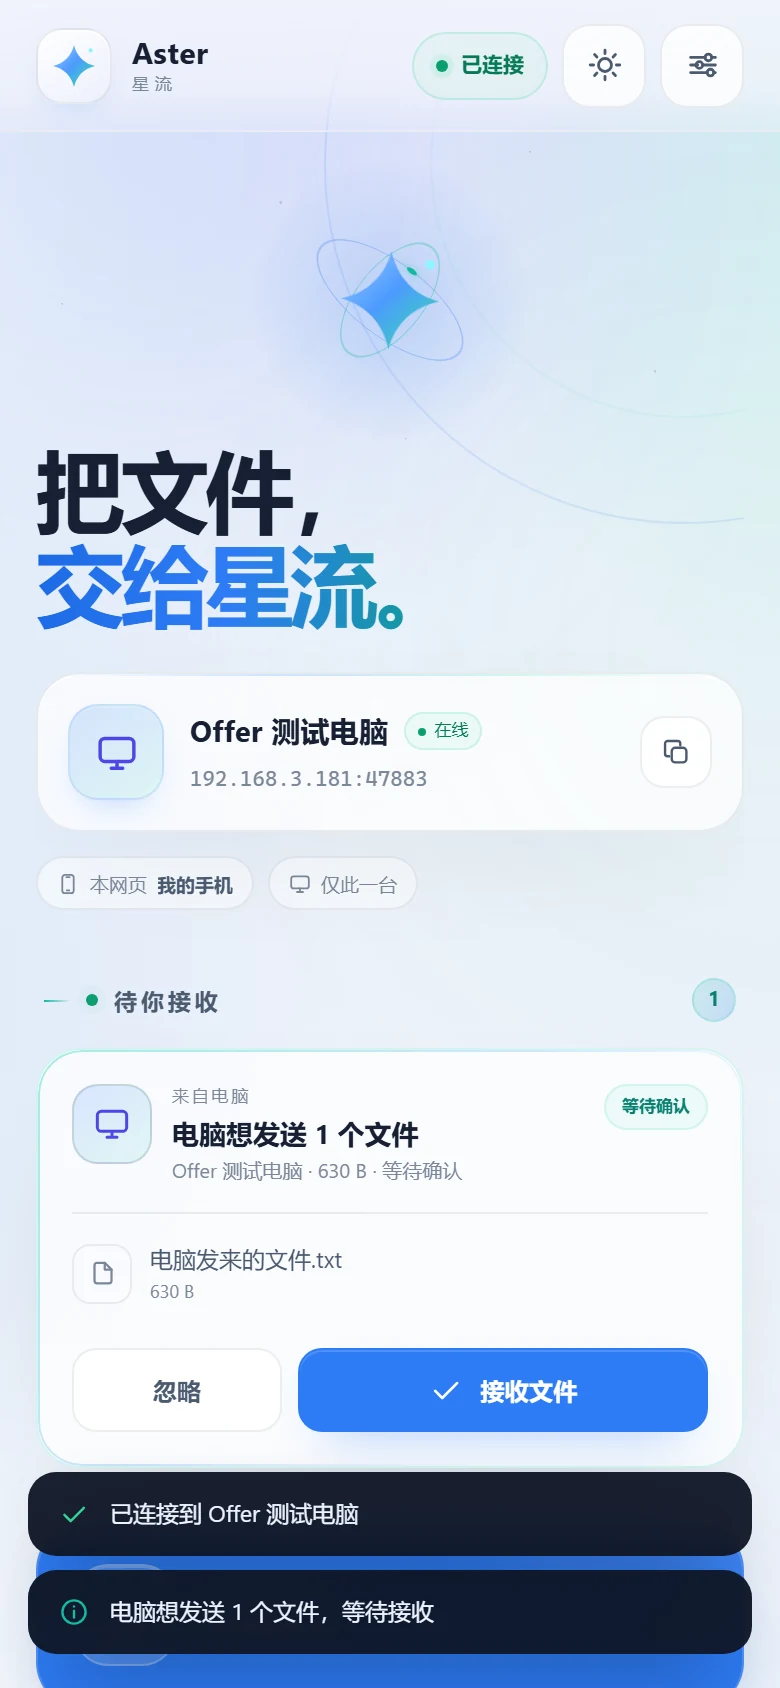 Aster
星流
已连接
把文件，
交给星流。
Offer 测试电脑
在线
192.168.3.181:47883
本网页 我的手机
仅此一台
待你接收
1
来自电脑
电脑想发送 1 个文件
等待确认
Offer 测试电脑 · 630 B · 等待确认
电脑发来的文件.txt
630 B
忽略
接收文件
已连接到 Offer 测试电脑
电脑想发送 1 个文件，等待接收